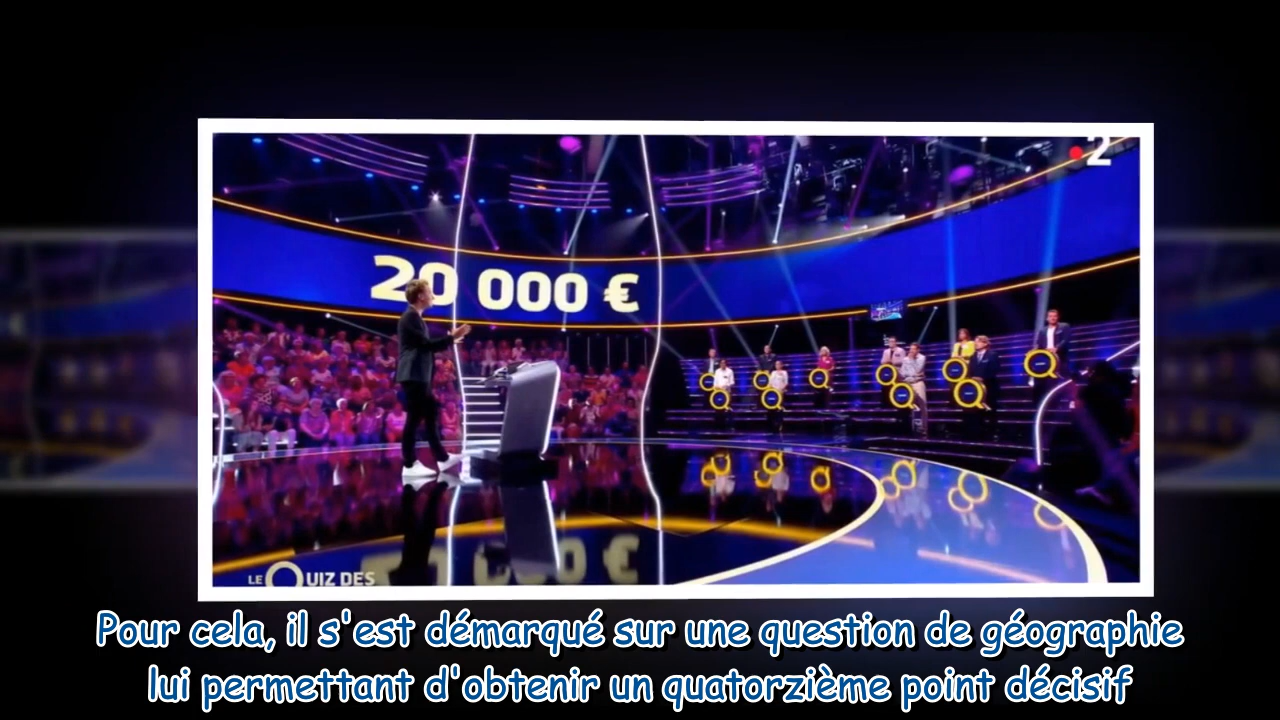 2
20 000 €
LE QUIZ DES
Pour cela, il s'est démarqué sur une question de géographie
lui permettant d'obtenir un quatorzième point décisif